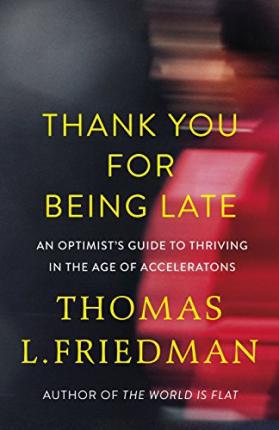 THANK YOU
FOR
BEING LATE
AN OPTIMIST'S GUIDE TO THRIVING
IN THE AGE OF ACCELERATONS
THOMAS
L. FRIEDMAN
AUTHOR OF THE WORLD IS FLAT